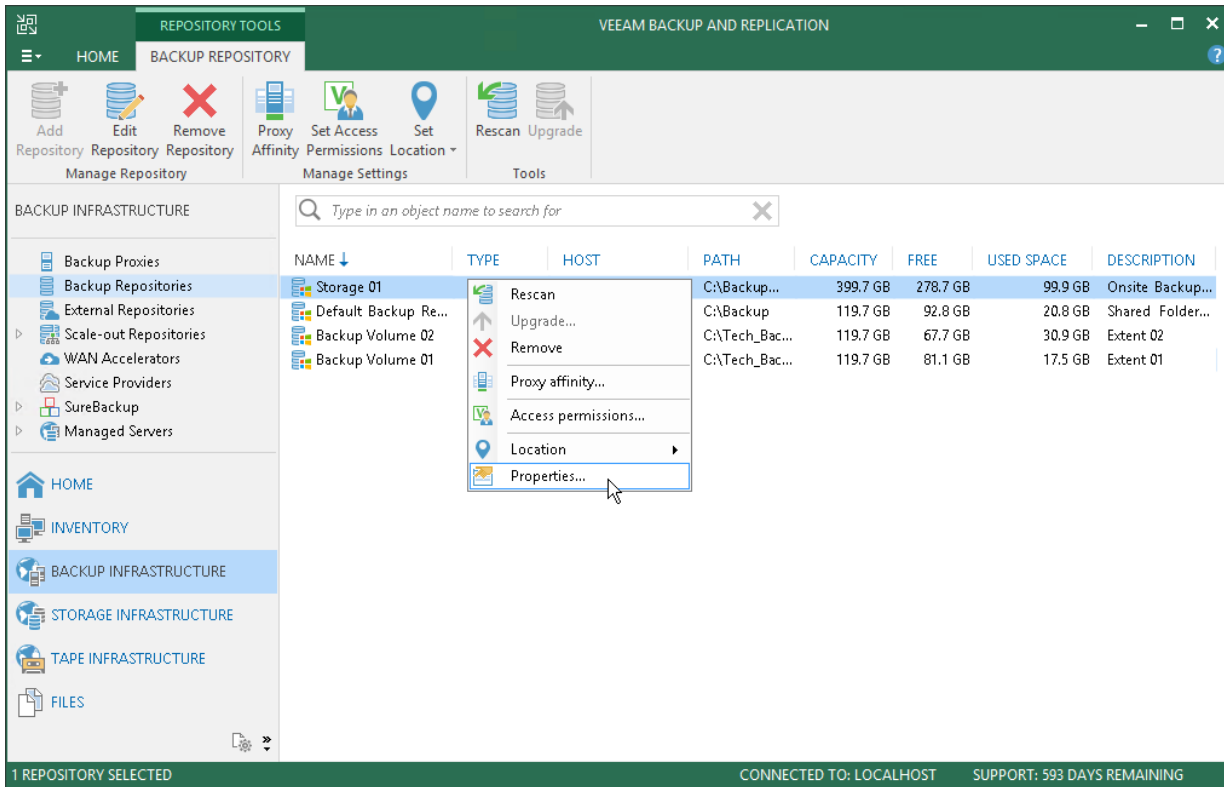 REPOSITORY TOOLS
VEEAM BACKUP AND REPLICATION
HOME BACKUP REPOSITORY
?
Add Edit Remove Proxy Set Access Set Rescan Upgrade
Repository Repository Repository Affinity Permissions Location
Manage Repository Manage Settings Tools
BACKUP INFRASTRUCTURE
Type in an object name to search for
Backup Proxies
Backup Repositories
External Repositories
Scale-out Repositories
WAN Accelerators
Service Providers
SureBackup
Managed Servers
HOME
INVENTORY
BACKUP INFRASTRUCTURE
STORAGE INFRASTRUCTURE
TAPE INFRASTRUCTURE
FILES
NAME TYPE HOST PATH CAPACITY FREE USED SPACE DESCRIPTION
Storage 01 C:\Backup... 399.7 GB 278.7 GB 99.9 GB Onsite Backup...
Default Backup Re... C:\Backup 119.7 GB 92.8 GB 20.8 GB Shared Folder...
Backup Volume 02 C:\Tech_Bac... 119.7 GB 67.7 GB 30.9 GB Extent 02
Backup Volume 01 C:\Tech_Bac... 119.7 GB 81.1 GB 17.5 GB Extent 01
Rescan
Upgrade...
Remove
Proxy affinity...
Access permissions...
Location
Properties...
1 REPOSITORY SELECTED CONNECTED TO: LOCALHOST SUPPORT: 593 DAYS REMAINING